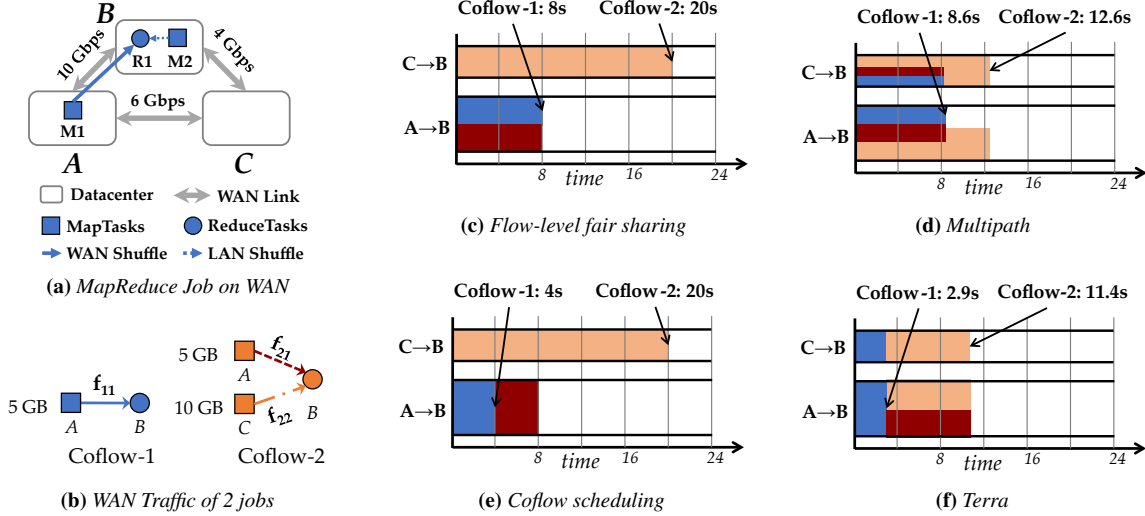 B
10 Gbps
4 Gbps
R1 M2
6 Gbps
M1
A
C
Datacenter WAN Link
MapTasks ReduceTasks
WAN Shuffle LAN Shuffle
(a) MapReduce Job on WAN
5 GB
f21
A
f11
5 GB
10 GB
f22
B
A B
C
Coflow-1 Coflow-2
(b) WAN Traffic of 2 jobs
Coflow-1: 8s Coflow-2: 20s
C→B
A→B
8 16 24
time
(c) Flow-level fair sharing
Coflow-1: 8.6s Coflow-2: 12.6s
C→B
A→B
8 16 24
time
(d) Multipath
Coflow-1: 4s Coflow-2: 20s
C→B
A→B
8 16 24
time
(e) Coflow scheduling
Coflow-1: 2.9s Coflow-2: 11.4s
C→B
A→B
8 16 24
time
(f) Terra